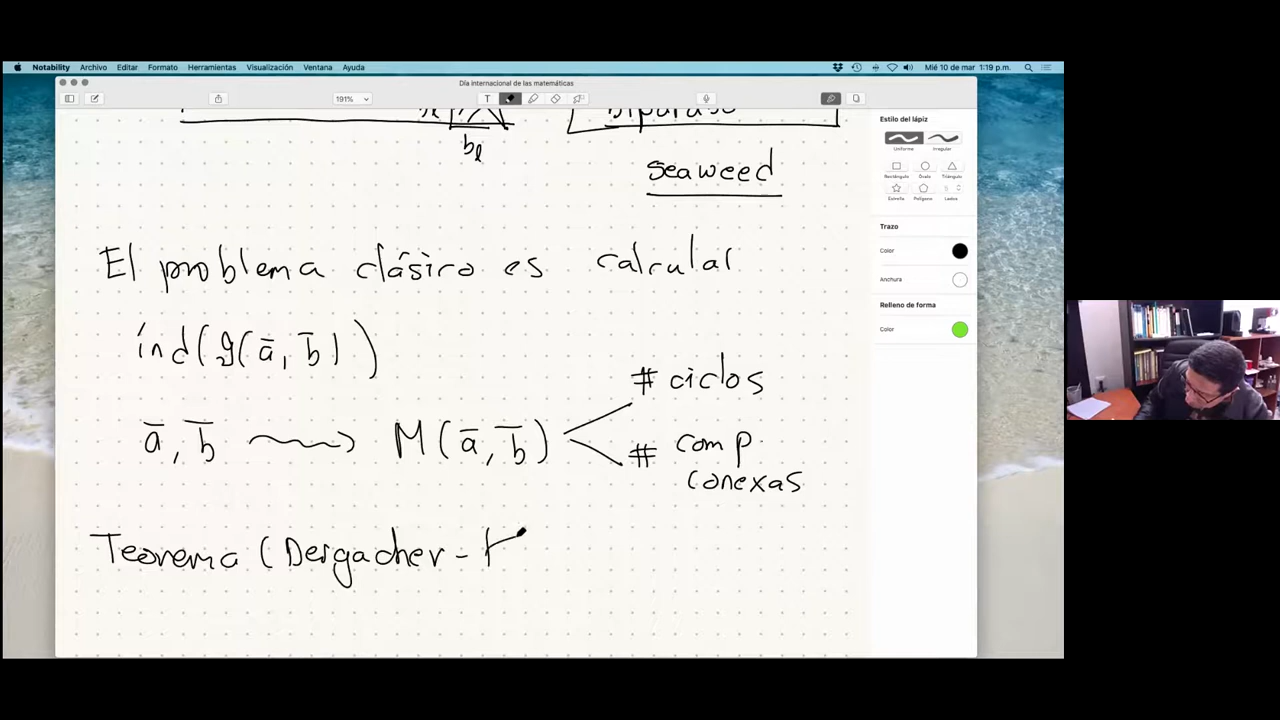 Notability Archivo Editar Formato Herramientas Visualización Ventana Ayuda Mié 10 de mar 1:19 p.m.
Día internacional de las matemáticas
191%
b_ℓ
seaweed
El problema clásico es calcular
ind(𝔤(ā, b̄))
ā, b̄ ⟿ M(ā, b̄)
# ciclos
# comp.
conexas
Teorema (Dergachev -
Estilo del lápiz
Uniforme Irregular
Rectángulo Óvalo Triángulo
Estrella Polígono Lados
Trazo
Color
Anchura
Relleno de forma
Color